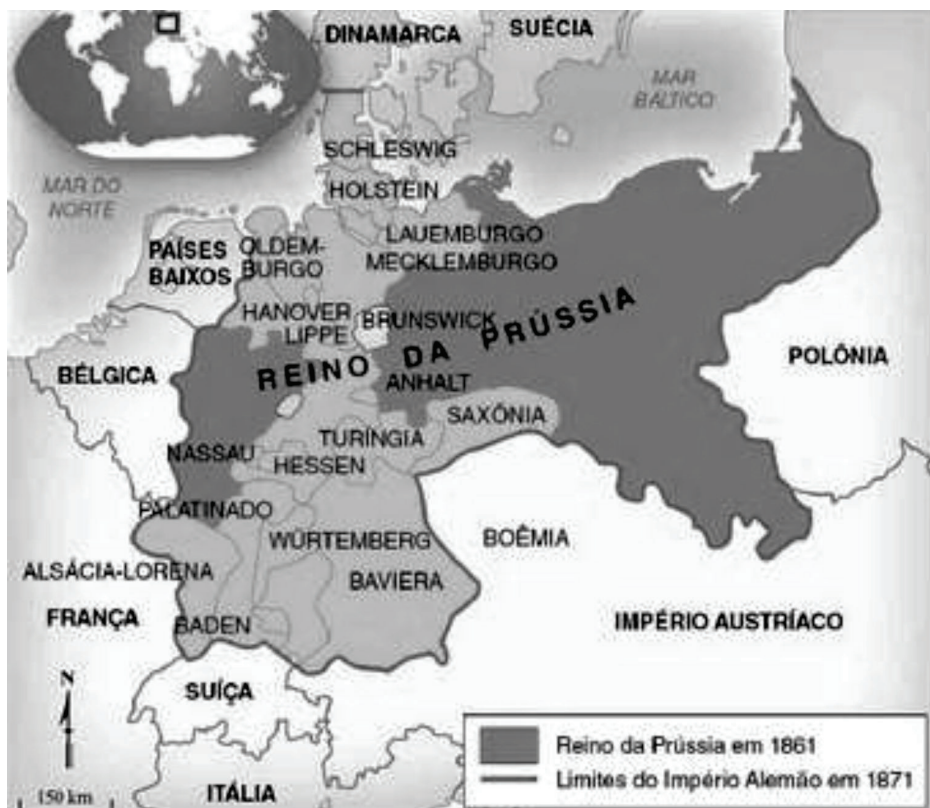 DINAMARCA
SUÉCIA
MAR
BÁLTICO
SCHLESWIG
HOLSTEIN
MAR DO
NORTE
PAÍSES
BAIXOS
OLDEM-
BURGO
LAUEMBURGO
MECKLEMBURGO
HANOVER
LIPPE
BRUNSWICK
REINO DA PRÚSSIA
BÉLGICA
POLÔNIA
ANHALT
SAXÔNIA
TURÍNGIA
NASSAU
HESSEN
PALATINADO
WÜRTEMBERG
BOÊMIA
ALSÁCIA-LORENA
BAVIERA
FRANÇA
BADEN
IMPÉRIO AUSTRÍACO
N
SUÍÇA
Reino da Prússia em 1861
Limites do Império Alemão em 1871
150 km
ITÁLIA